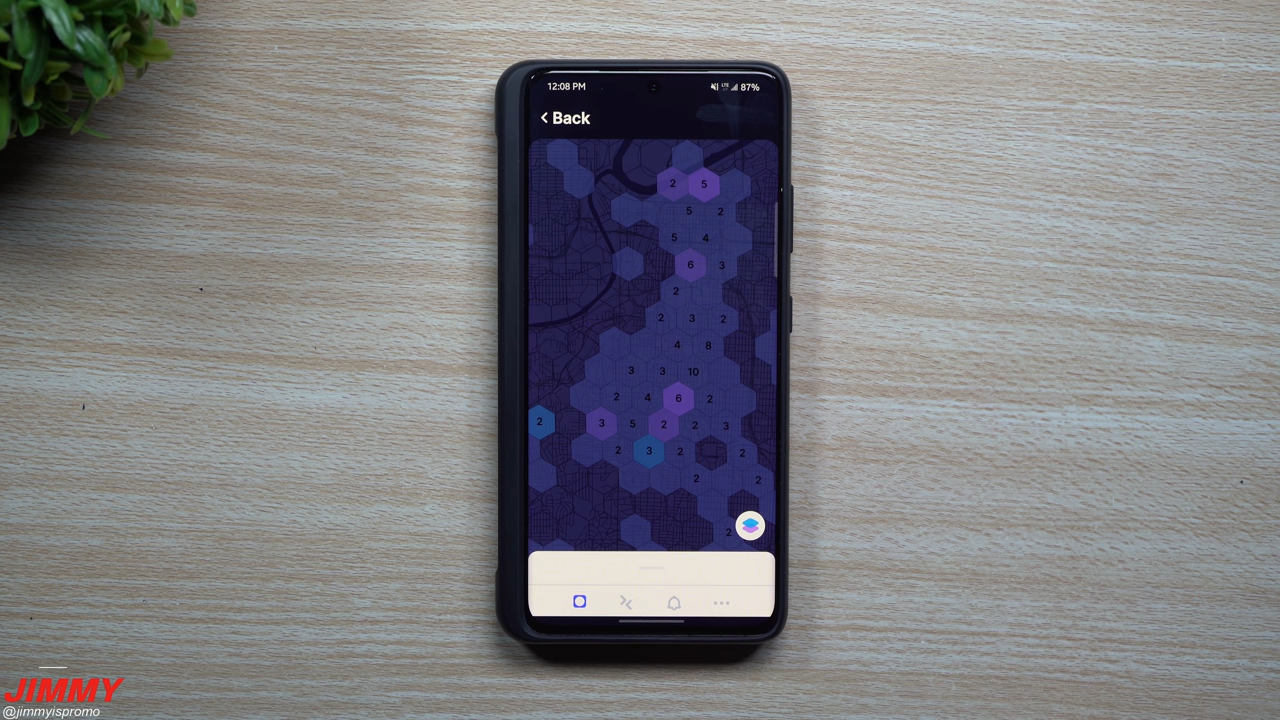 12:08 PM LTE 87%
Back
2 5
5 2
5 4
6 3
2
2 3 2
4 8
3 3 10
2 4 6 2
2 3 5 2 2 3
2 3 2 2
2 2
2
JIMMY
@jimmyispromo